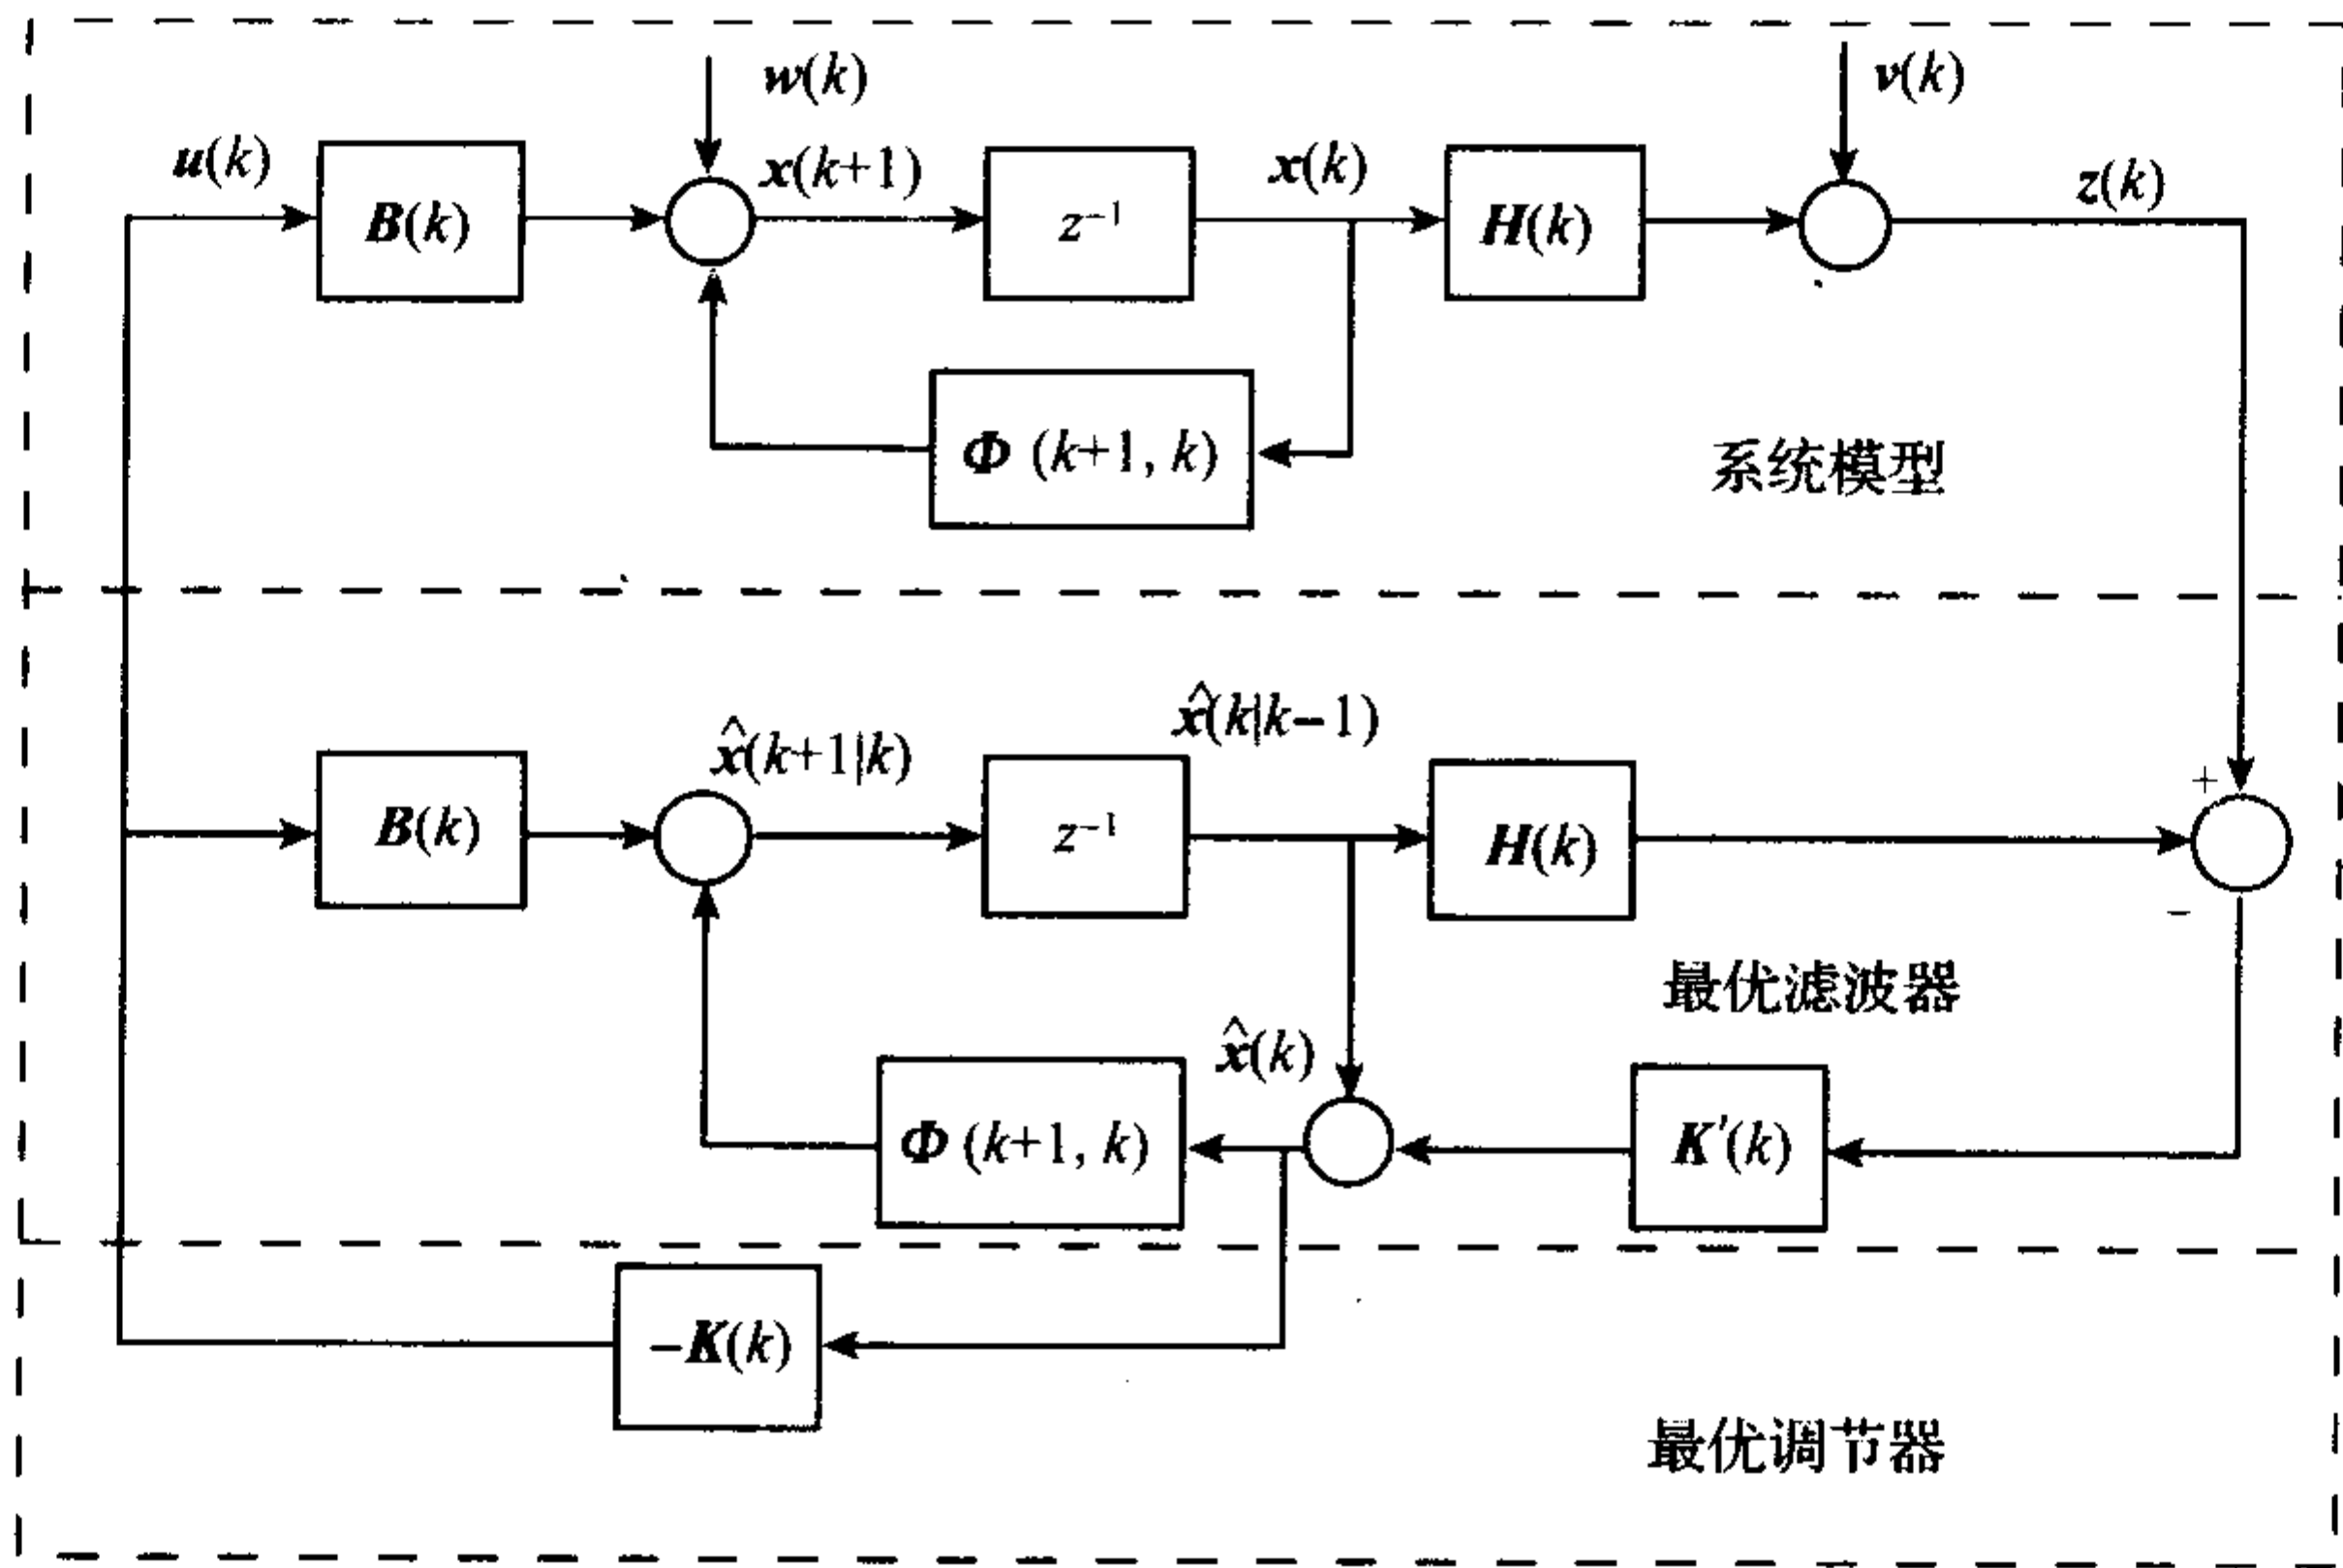 w(k)
v(k)
u(k)
B(k)
x(k+1)
z⁻¹
x(k)
H(k)
z(k)
Φ (k+1, k)
系统模型
x̂(k+1|k)
x̂(k|k−1)
B(k)
z⁻¹
H(k)
+
−
最优滤波器
x̂(k)
Φ (k+1, k)
K′(k)
−K(k)
最优调节器